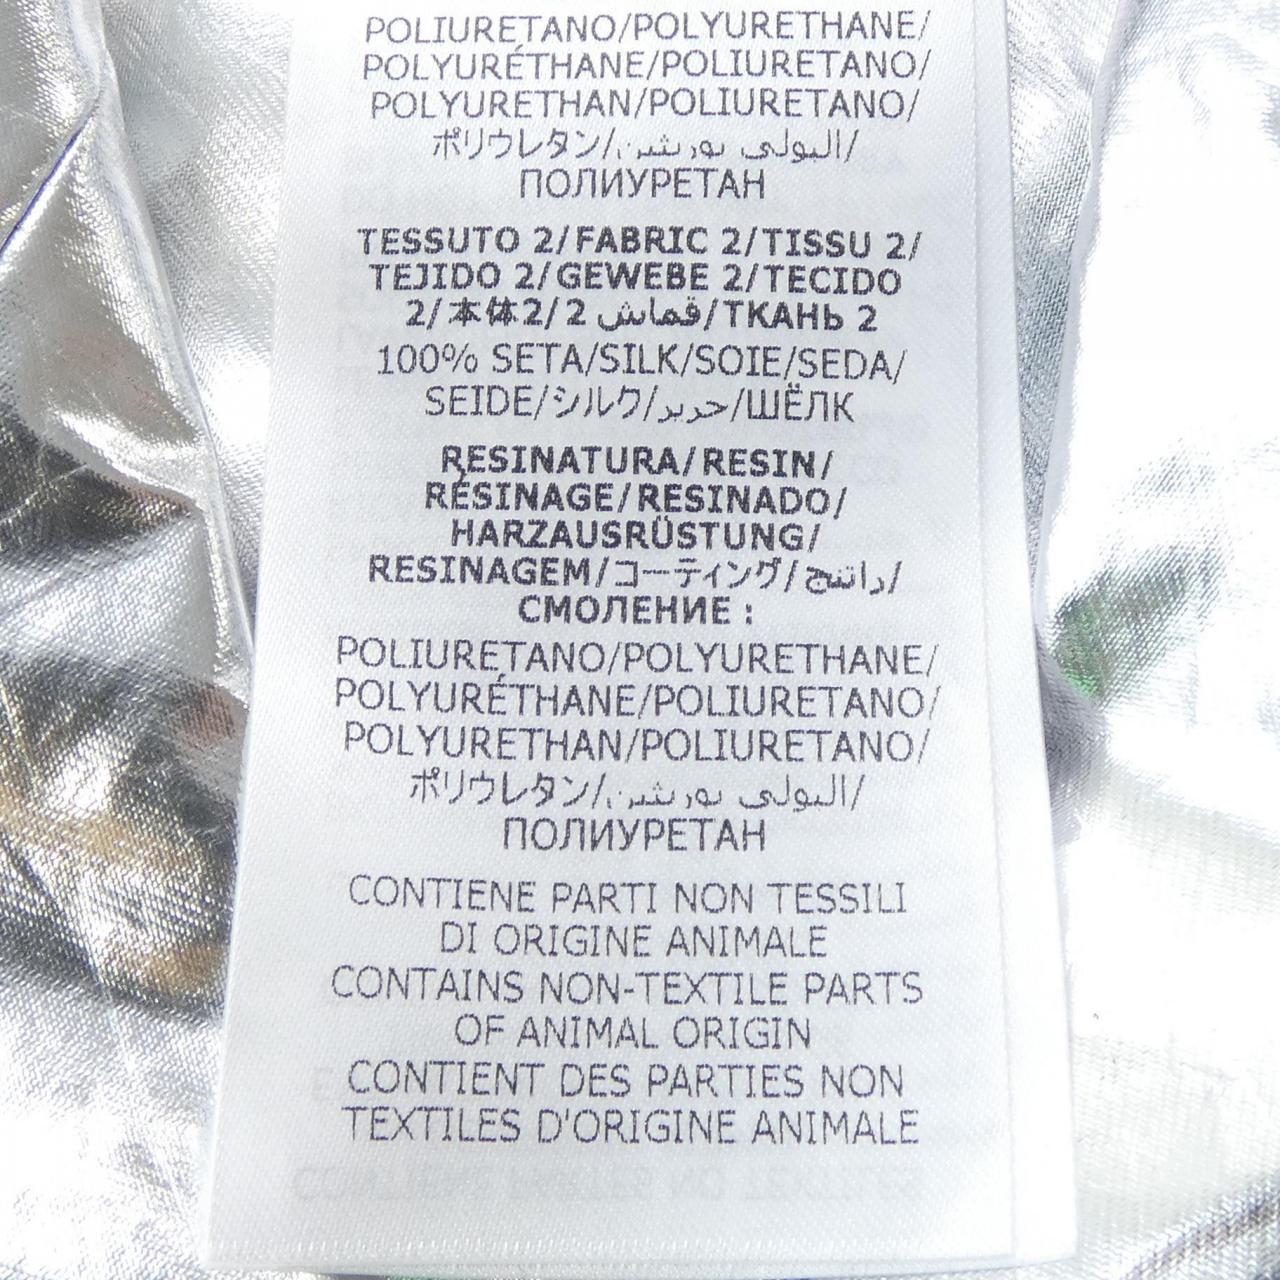 POLIURETANO/POLYURETHANE/
POLYURÉTHANE/POLIURETANO/
POLYURETHAN/POLIURETANO/
ポリウレタン/البولي يوريثين/
ПОЛИУРЕТАН
TESSUTO 2/FABRIC 2/TISSU 2/
TEJIDO 2/GEWEBE 2/TECIDO
2/本体2/2 قماش/ТКАНЬ 2
100% SETA/SILK/SOIE/SEDA/
SEIDE/シルク/حرير/ШЁЛК
RESINATURA/RESIN/
RÉSINAGE/RESINADO/
HARZAUSRÜSTUNG/
RESINAGEM/コーティング/راتنج/
СМОЛЕНИЕ :
POLIURETANO/POLYURETHANE/
POLYURÉTHANE/POLIURETANO/
POLYURETHAN/POLIURETANO/
ポリウレタン/البولي يوريثين/
ПОЛИУРЕТАН
CONTIENE PARTI NON TESSILI
DI ORIGINE ANIMALE
CONTAINS NON-TEXTILE PARTS
OF ANIMAL ORIGIN
CONTIENT DES PARTIES NON
TEXTILES D'ORIGINE ANIMALE